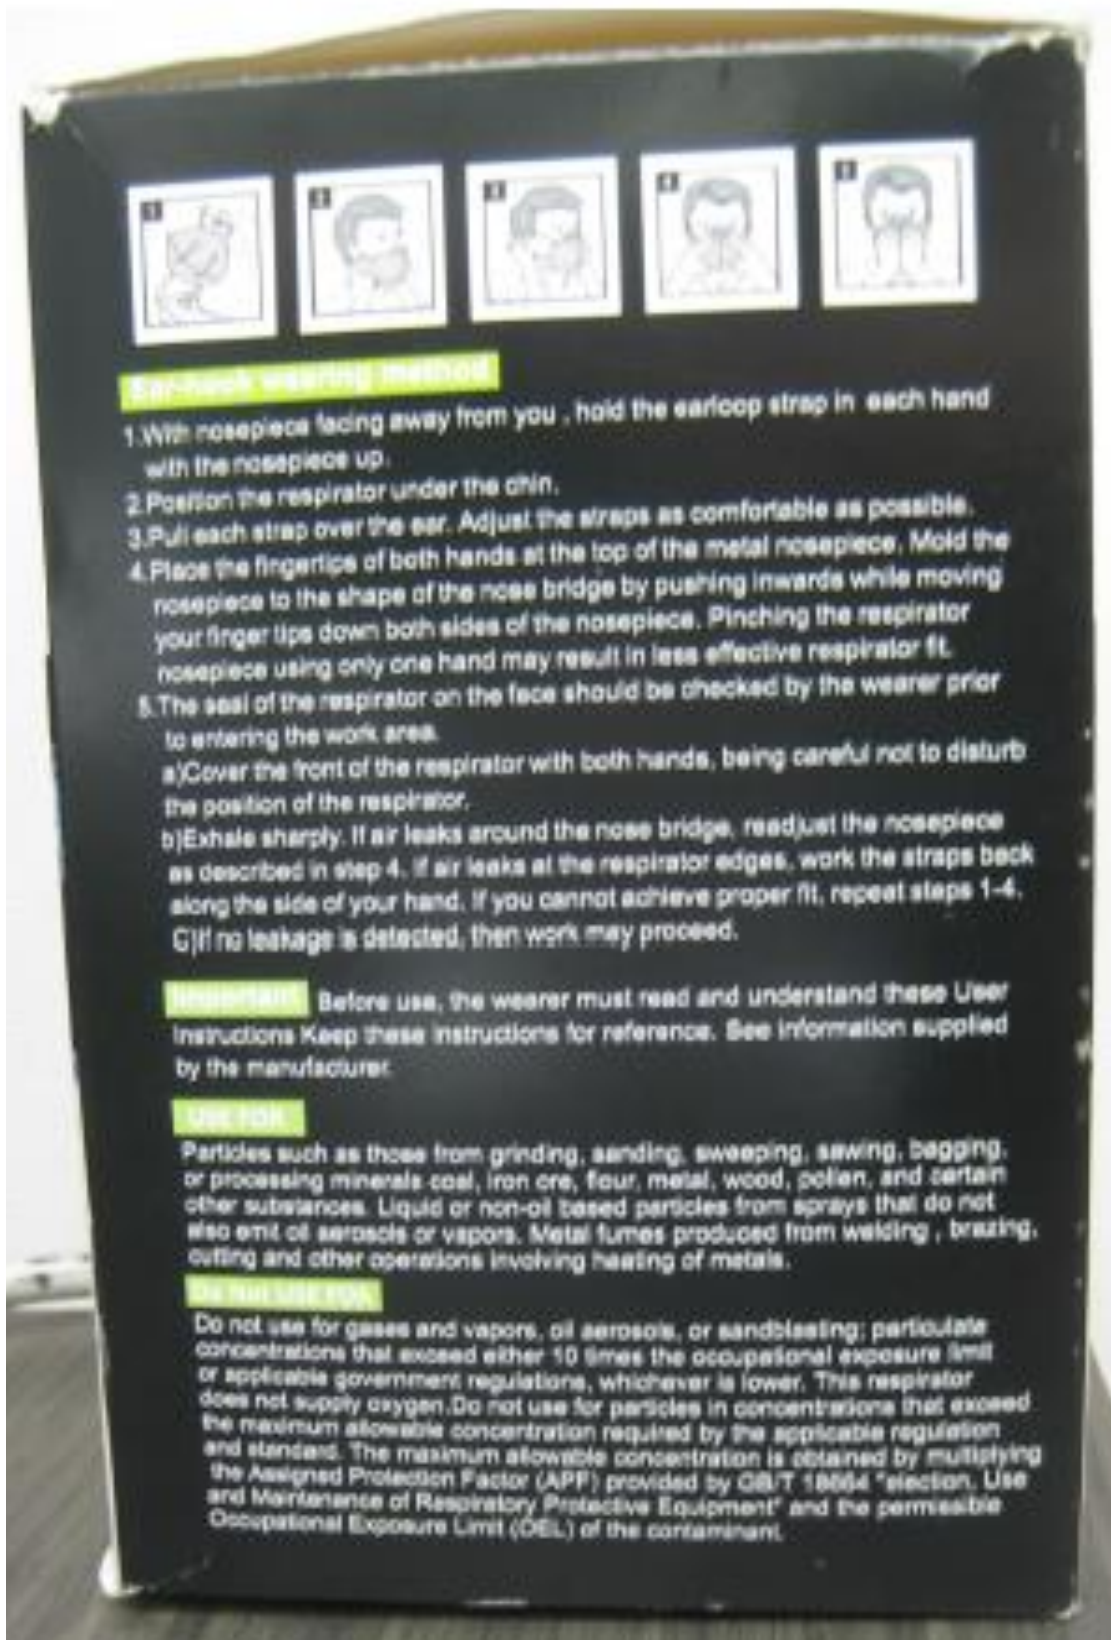 1
2
3
4
5
Ear-hook wearing method
1.With nosepiece facing away from you , hold the earloop strap in each hand
with the nosepiece up.
2.Position the respirator under the chin.
3.Pull each strap over the ear. Adjust the straps as comfortable as possible.
4.Place the fingertips of both hands at the top of the metal nosepiece. Mold the
nosepiece to the shape of the nose bridge by pushing inwards while moving
your finger tips down both sides of the nosepiece. Pinching the respirator
nosepiece using only one hand may result in less effective respirator fit.
5.The seal of the respirator on the face should be checked by the wearer prior
to entering the work area.
a)Cover the front of the respirator with both hands, being careful not to disturb
the position of the respirator.
b)Exhale sharply. If air leaks around the nose bridge, readjust the nosepiece
as described in step 4. If air leaks at the respirator edges, work the straps back
along the side of your hand. If you cannot achieve proper fit, repeat steps 1-4.
C)If no leakage is detected, then work may proceed.
Important Before use, the wearer must read and understand these User
Instructions Keep these instructions for reference. See information supplied
by the manufacturer.
USE FOR
Particles such as those from grinding, sanding, sweeping, sawing, bagging,
or processing minerals coal, iron ore, flour, metal, wood, pollen, and certain
other substances. Liquid or non-oil based particles from sprays that do not
also emit oil aerosols or vapors. Metal fumes produced from welding , brazing,
cutting and other operations involving heating of metals.
Do Not USE FOR
Do not use for gases and vapors, oil aerosols, or sandblasting; particulate
concentrations that exceed either 10 times the occupational exposure limit
or applicable government regulations, whichever is lower. This respirator
does not supply oxygen.Do not use for particles in concentrations that exceed
the maximum allowable concentration required by the applicable regulation
and standard. The maximum allowable concentration is obtained by multiplying
the Assigned Protection Factor (APF) provided by GB/T 18664 "election, Use
and Maintenance of Respiratory Protective Equipment" and the permissible
Occupational Exposure Limit (OEL) of the contaminant.